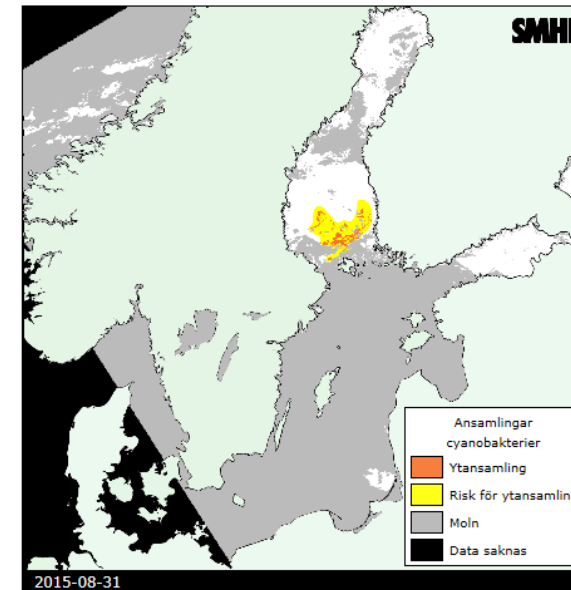 SMHI
Ansamlingar
cyanobakterier
Ytansamling
Risk för ytansamlin
Moln
Data saknas
2015-08-31